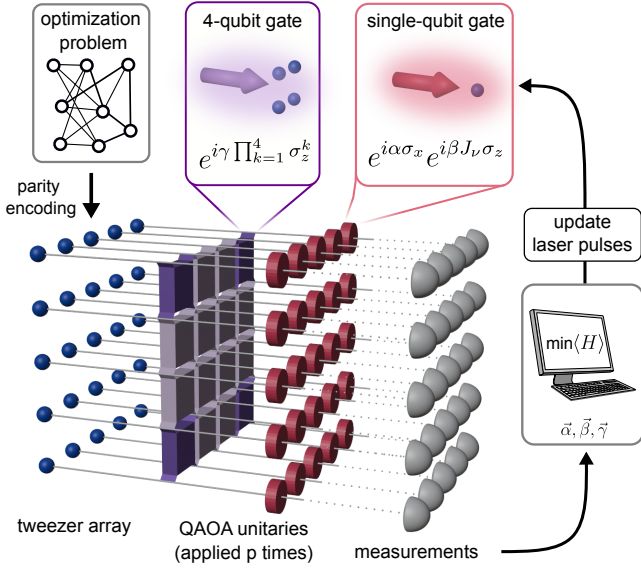 optimization
problem
4-qubit gate
e^{iγ ∏_{k=1}^{4} σ_z^k}
single-qubit gate
e^{iασ_x} e^{iβJ_νσ_z}
parity
encoding
update
laser pulses
min⟨H⟩
α⃗, β⃗, γ⃗
tweezer array
QAOA unitaries
(applied p times)
measurements